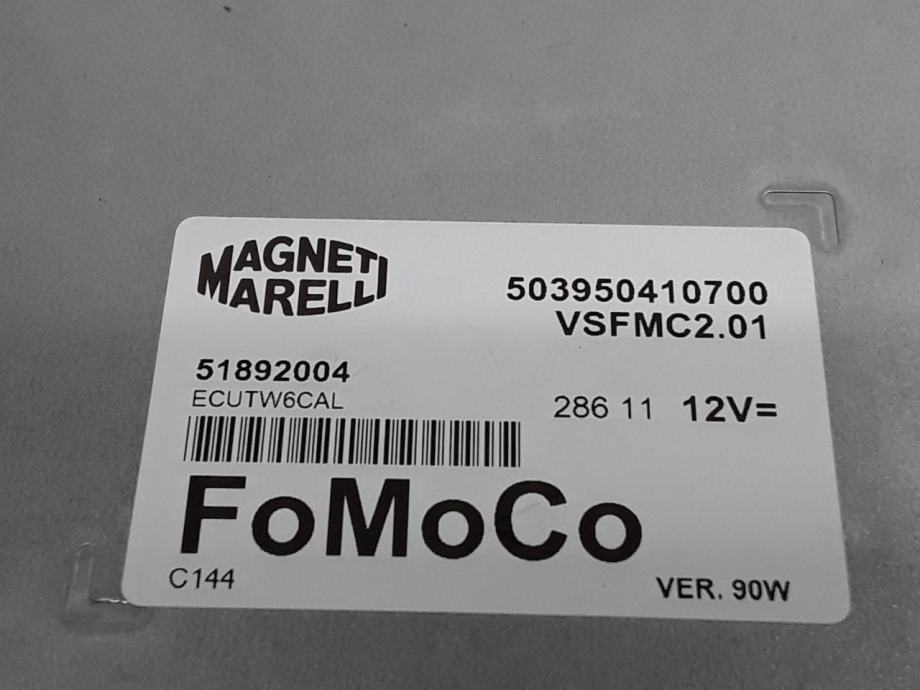 MAGNETI
MARELLI
503950410700
VSFMC2.01
51892004
ECUTW6CAL
286 11 12V=
FoMoCo
C144
VER. 90W